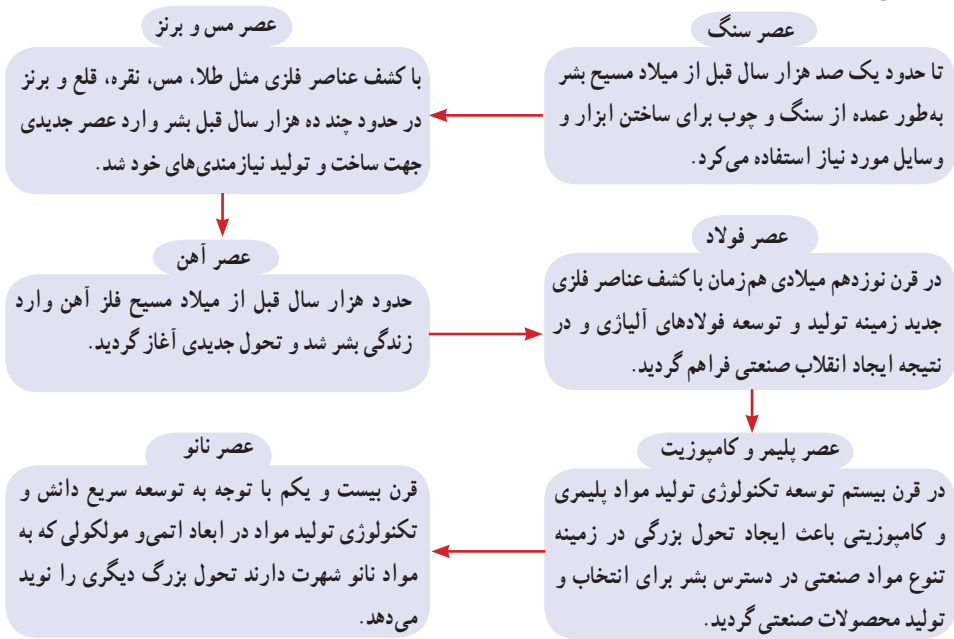 عصر سنگ
تا حدود یک صد هزار سال قبل از میلاد مسیح بشر
به‌طور عمده از سنگ و چوب برای ساختن ابزار و
وسایل مورد نیاز استفاده می‌کرد.
عصر مس و برنز
با کشف عناصر فلزی مثل طلا، مس، نقره، قلع و برنز
در حدود چند ده هزار سال قبل بشر وارد عصر جدیدی
جهت ساخت و تولید نیازمندی‌های خود شد.
عصر آهن
حدود هزار سال قبل از میلاد مسیح فلز آهن وارد
زندگی بشر شد و تحول جدیدی آغاز گردید.
عصر فولاد
در قرن نوزدهم میلادی هم‌زمان با کشف عناصر فلزی
جدید زمینه تولید و توسعه فولادهای آلیاژی و در
نتیجه ایجاد انقلاب صنعتی فراهم گردید.
عصر پلیمر و کامپوزیت
در قرن بیستم توسعه تکنولوژی تولید مواد پلیمری
و کامپوزیتی باعث ایجاد تحول بزرگی در زمینه
تنوع مواد صنعتی در دسترس بشر برای انتخاب و
تولید محصولات صنعتی گردید.
عصر نانو
قرن بیست و یکم با توجه به توسعه سریع دانش و
تکنولوژی تولید مواد در ابعاد اتمی‌و مولکولی که به
مواد نانو شهرت دارند تحول بزرگ دیگری را نوید
می‌دهد.